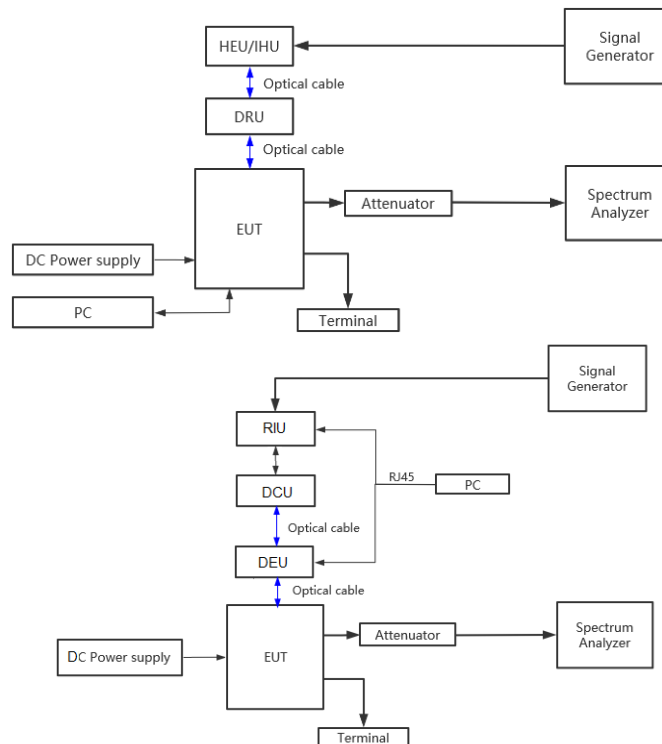 HEU/IHU
Signal
Generator
Optical cable
DRU
Optical cable
EUT
Attenuator
Spectrum
Analyzer
DC Power supply
PC
Terminal
Signal
Generator
RIU
RJ45
PC
DCU
Optical cable
DEU
Optical cable
EUT
Attenuator
Spectrum
Analyzer
DC Power supply
Terminal